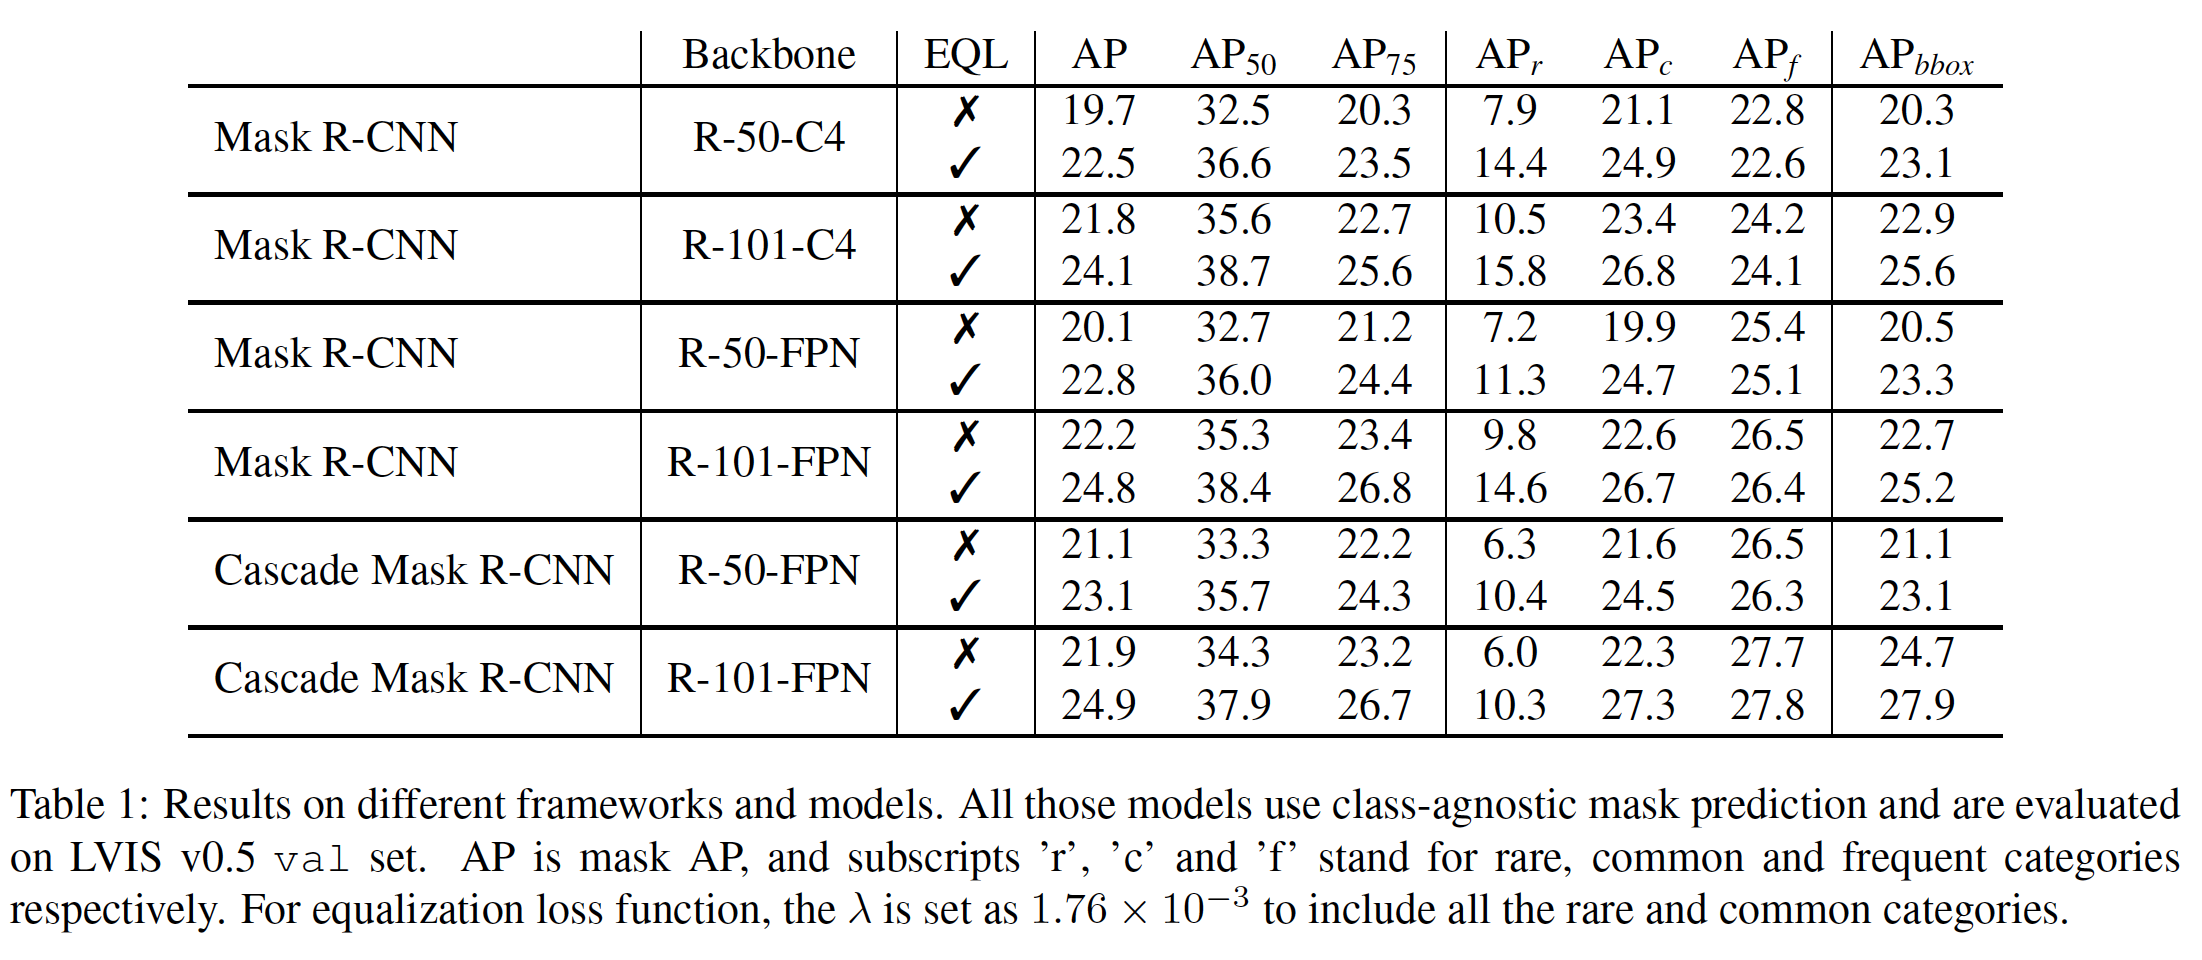 Backbone EQL AP AP50 AP75 APr APc APf APbbox
Mask R-CNN R-50-C4 ✗ 19.7 32.5 20.3 7.9 21.1 22.8 20.3
✓ 22.5 36.6 23.5 14.4 24.9 22.6 23.1
Mask R-CNN R-101-C4 ✗ 21.8 35.6 22.7 10.5 23.4 24.2 22.9
✓ 24.1 38.7 25.6 15.8 26.8 24.1 25.6
Mask R-CNN R-50-FPN ✗ 20.1 32.7 21.2 7.2 19.9 25.4 20.5
✓ 22.8 36.0 24.4 11.3 24.7 25.1 23.3
Mask R-CNN R-101-FPN ✗ 22.2 35.3 23.4 9.8 22.6 26.5 22.7
✓ 24.8 38.4 26.8 14.6 26.7 26.4 25.2
Cascade Mask R-CNN R-50-FPN ✗ 21.1 33.3 22.2 6.3 21.6 26.5 21.1
✓ 23.1 35.7 24.3 10.4 24.5 26.3 23.1
Cascade Mask R-CNN R-101-FPN ✗ 21.9 34.3 23.2 6.0 22.3 27.7 24.7
✓ 24.9 37.9 26.7 10.3 27.3 27.8 27.9
Table 1: Results on different frameworks and models. All those models use class-agnostic mask prediction and are evaluated
on LVIS v0.5 val set. AP is mask AP, and subscripts ’r’, ’c’ and ’f’ stand for rare, common and frequent categories
respectively. For equalization loss function, the λ is set as 1.76 × 10⁻³ to include all the rare and common categories.